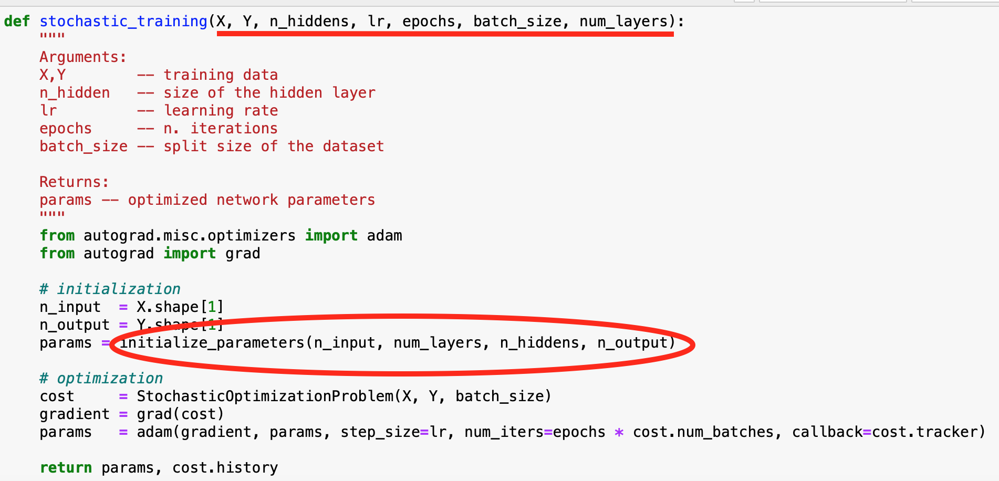 def stochastic_training(X, Y, n_hiddens, lr, epochs, batch_size, num_layers):
"""
Arguments:
X,Y        -- training data
n_hidden   -- size of the hidden layer
lr         -- learning rate
epochs     -- n. iterations
batch_size -- split size of the dataset
Returns:
params -- optimized network parameters
"""
from autograd.misc.optimizers import adam
from autograd import grad
# initialization
n_input  = X.shape[1]
n_output = Y.shape[1]
params = initialize_parameters(n_input, num_layers, n_hiddens, n_output)
# optimization
cost     = StochasticOptimizationProblem(X, Y, batch_size)
gradient = grad(cost)
params   = adam(gradient, params, step_size=lr, num_iters=epochs * cost.num_batches, callback=cost.tracker)
return params, cost.history